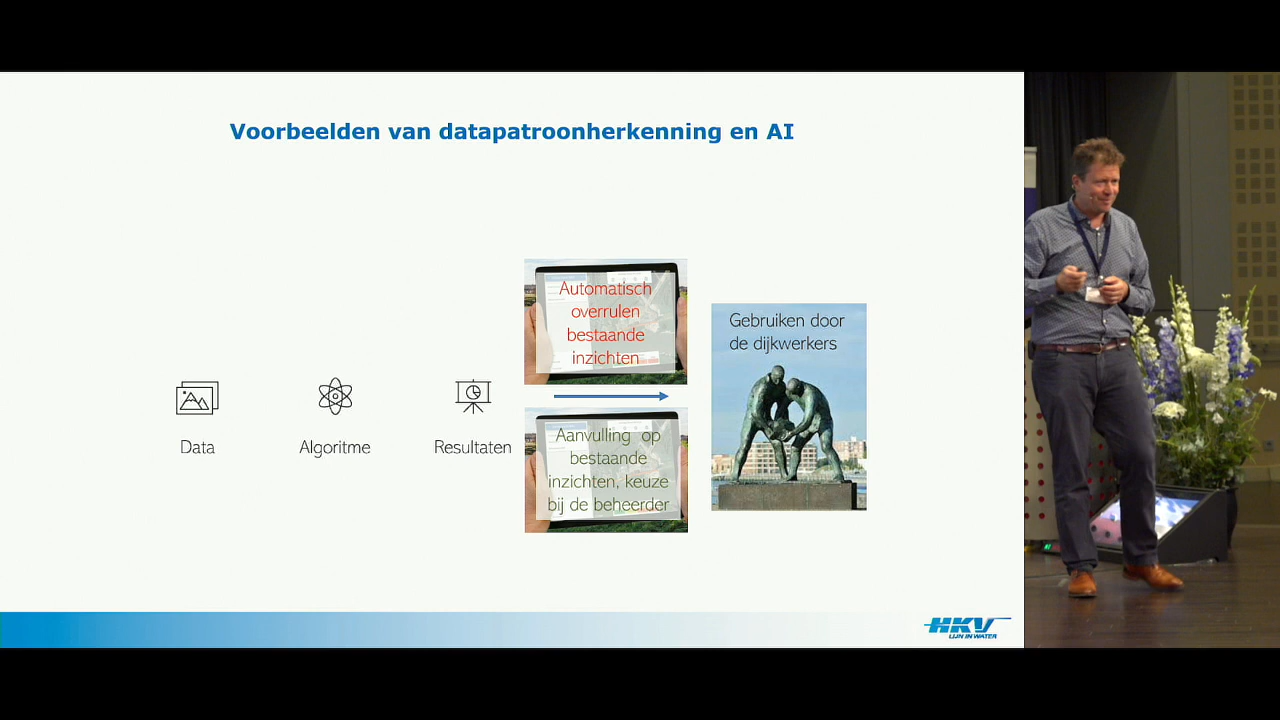 Voorbeelden van datapatroonherkenning en AI
Data
Algoritme
Resultaten
Automatisch
overrulen
bestaande
inzichten
Aanvulling op
bestaande
inzichten, keuze
bij de beheerder
Gebruiken door
de dijkwerkers
HKV
LIJN IN WATER